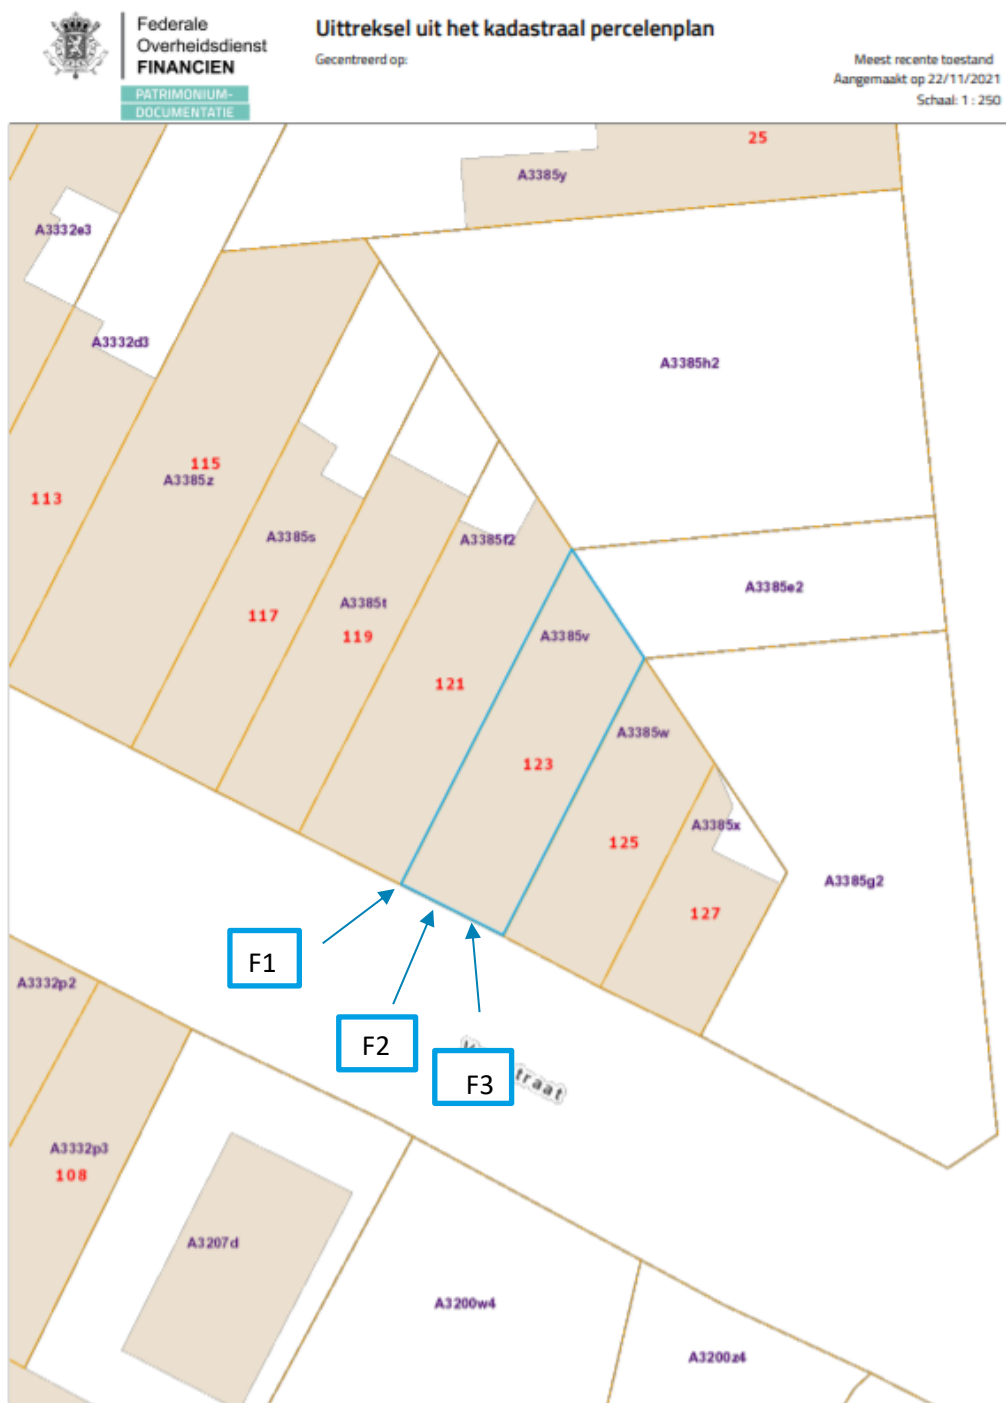 Federale
Overheidsdienst
FINANCIEN
PATRIMONIUM-
DOCUMENTATIE
Uittreksel uit het kadastraal percelenplan
Gecentreerd op:
Meest recente toestand
Aangemaakt op 22/11/2021
Schaal: 1 : 250
25
A3385y
A3332e3
A3332d3
A3385h2
115
A3385z
113
A3385s
A3385f2
A3385e2
A3385t
117
119
A3385v
121
A3385w
123
A3385x
125
A3385g2
127
F1
A3332p2
F2
F3
A3332p3
108
A3207d
A3200w4
A3200z4